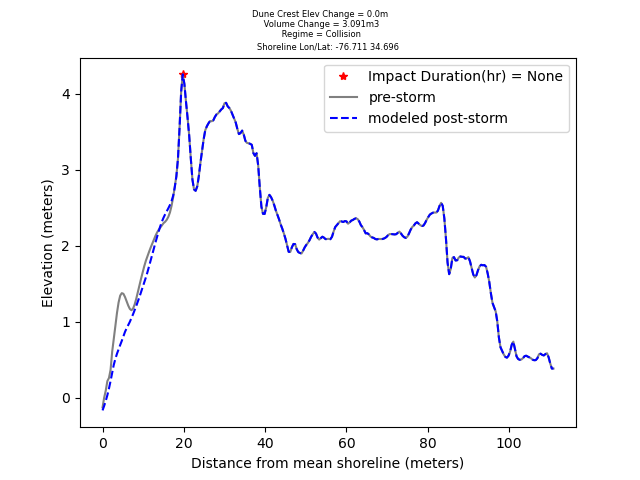 Dune Crest Elev Change = 0.0m
Volume Change = 3.091m3
Regime = Collision
Shoreline Lon/Lat: -76.711 34.696
Impact Duration(hr) = None
pre-storm
modeled post-storm
Elevation (meters)
4
3
2
1
0
0 20 40 60 80 100
Distance from mean shoreline (meters)